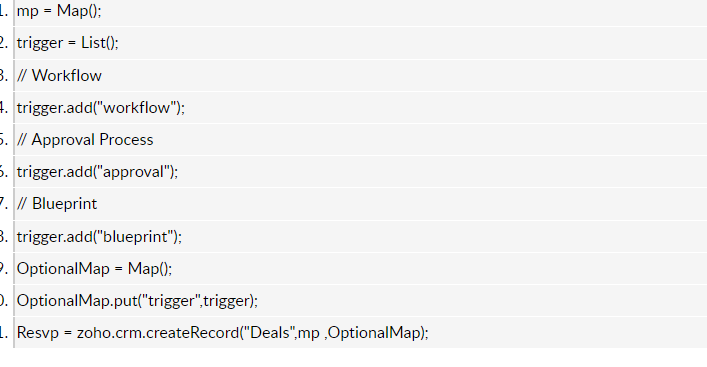 1. mp = Map();
2. trigger = List();
3. // Workflow
4. trigger.add("workflow");
5. // Approval Process
6. trigger.add("approval");
7. // Blueprint
8. trigger.add("blueprint");
9. OptionalMap = Map();
0. OptionalMap.put("trigger",trigger);
1. Resvp = zoho.crm.createRecord("Deals",mp ,OptionalMap);